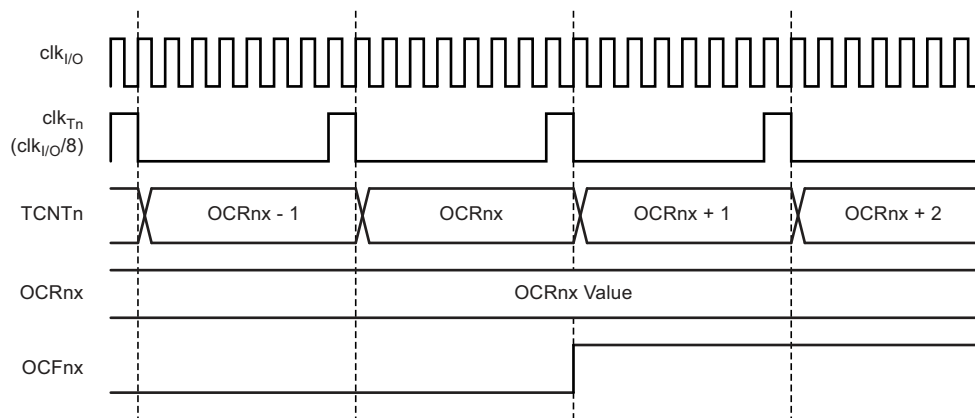 clkI/O
clkTn
(clkI/O/8)
TCNTn OCRnx - 1 OCRnx OCRnx + 1 OCRnx + 2
OCRnx OCRnx Value
OCFnx